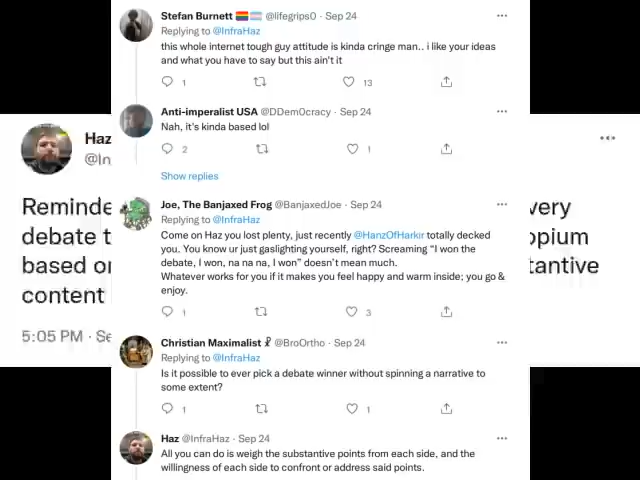 Stefan Burnett 🏳️‍🌈 🏳️‍⚧️ @lifegrips0 · Sep 24
Replying to @InfraHaz
this whole internet tough guy attitude is kinda cringe man.. i like your ideas
and what you have to say but this ain't it
1 13
Anti-imperalist USA @DDem0cracy · Sep 24
Nah, it's kinda based lol
2 1
Show replies
Joe, The Banjaxed Frog @BanjaxedJoe · Sep 24
Replying to @InfraHaz
Come on Haz you lost plenty, just recently @HanzOfHarkir totally decked
you. You know ur just gaslighting yourself, right? Screaming “I won the
debate, I won, na na na, I won” doesn't mean much.
Whatever works for you if it makes you feel happy and warm inside; you go &
enjoy.
1 3
Christian Maximalist ☧ @BroOrtho · Sep 24
Replying to @InfraHaz
Is it possible to ever pick a debate winner without spinning a narrative to
some extent?
1 1
Haz @InfraHaz · Sep 24
All you can do is weigh the substantive points from each side, and the
willingness of each side to confront or address said points.
Haz
@In
Reminde very
debate t opium
based or tantive
content
5:05 PM · Se